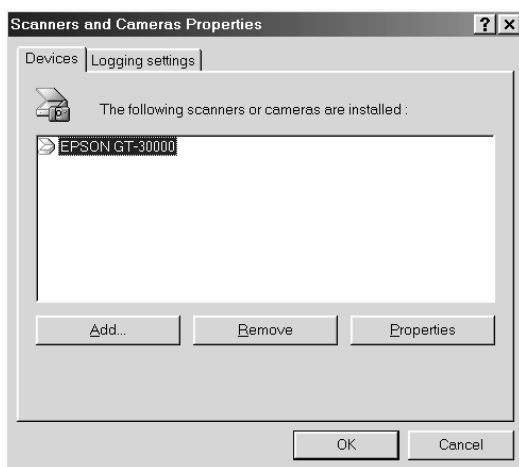 Scanners and Cameras Properties
Devices
Logging settings
The following scanners or cameras are installed :
EPSON GT-30000
Add...
Remove
Properties
OK
Cancel